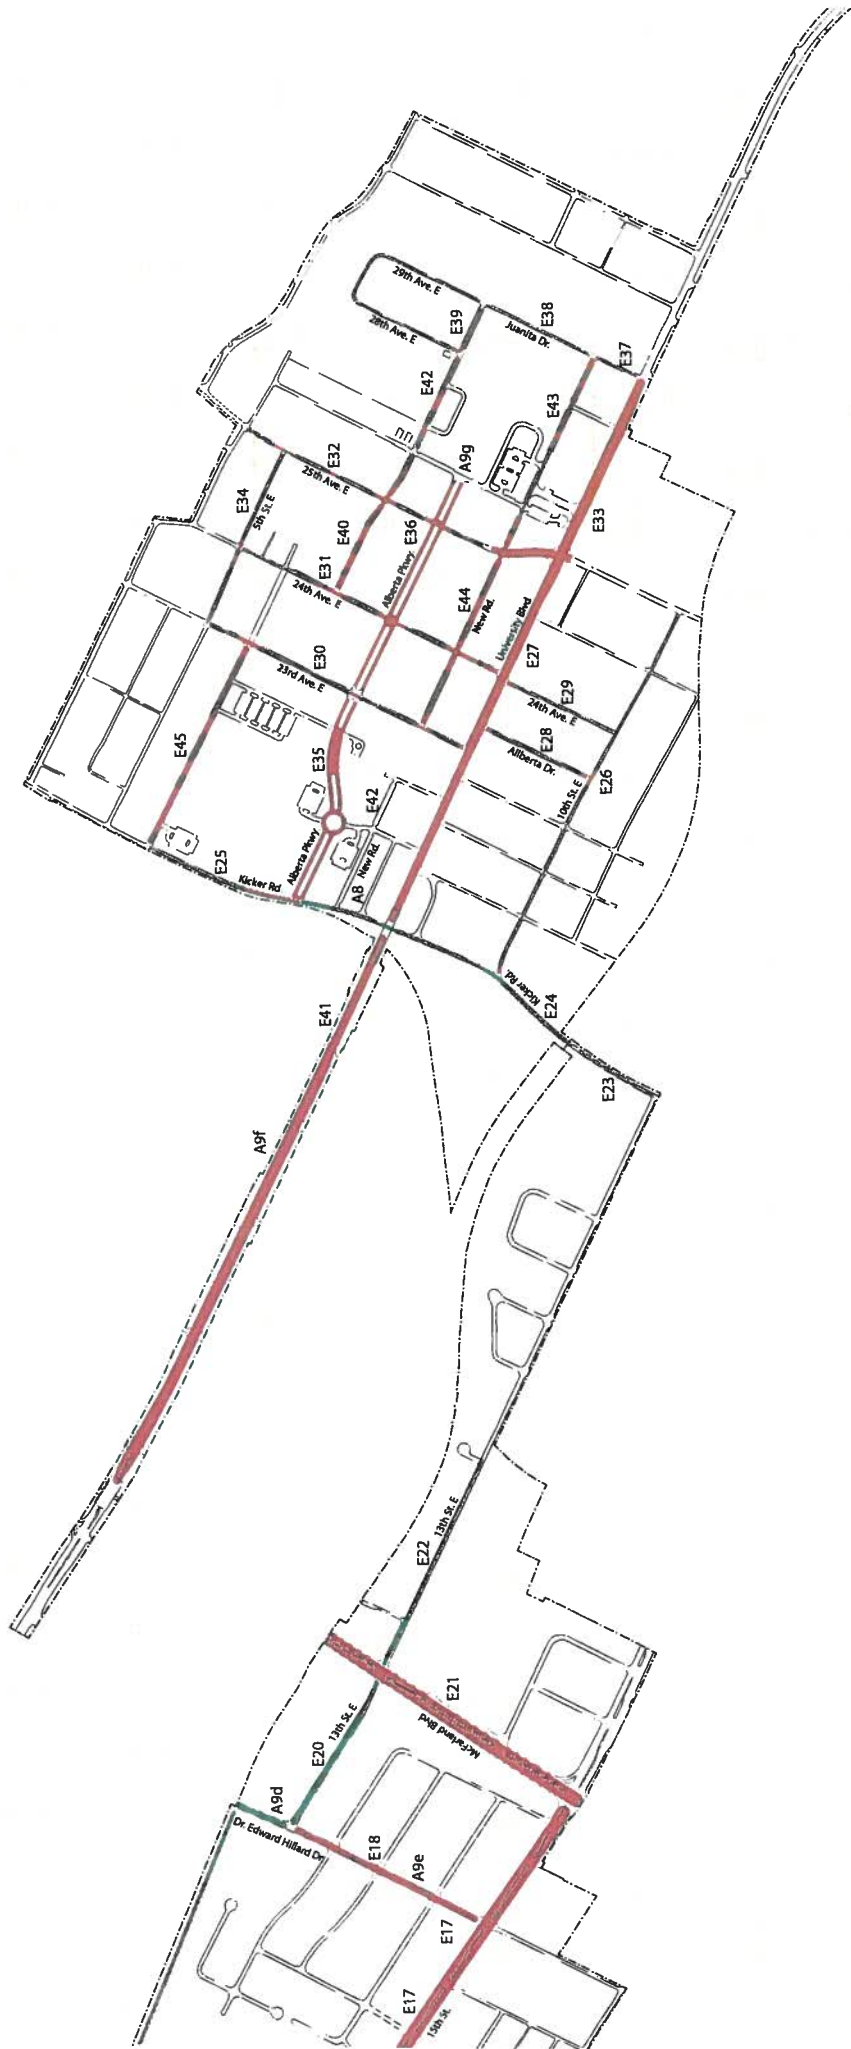 29th Ave. E
28th Ave. E
E39
Juanita Dr.
E38
E37
E42
E43
E32
25th Ave. E
A9g
E34
5th St. E
E33
E40
E36
E31
24th Ave. E
Alberta Pkwy.
E44
New Rd.
University Blvd
E30
23rd Ave. E
E27
E29
24th Ave. E
E45
E35
E28
Allberta Dr.
E42
E26
10th St. E
E25
Kicker Rd
Alberta Pkwy
New Rd.
A8
Kicker Rd.
E24
E41
E23
A9f
13th St. E
E22
E21
McFarland Blvd
13th St. E
E20
A9d
Dr. Edward Hillard Dr.
E18
A9e
E17
E17
15th St.